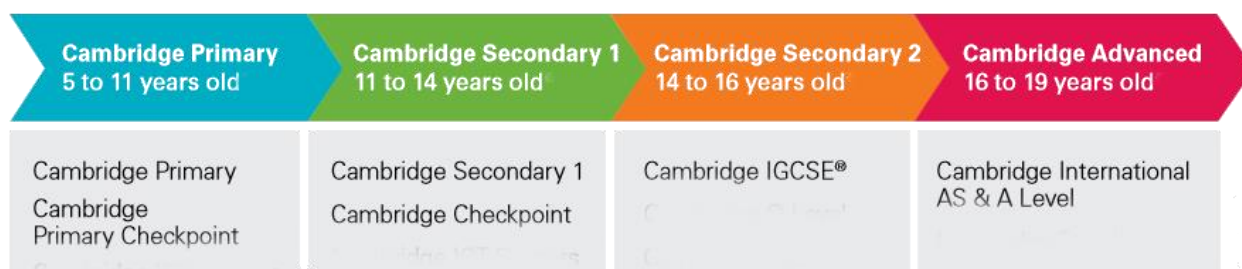 Cambridge Primary
5 to 11 years old
Cambridge Secondary 1
11 to 14 years old
Cambridge Secondary 2
14 to 16 years old
Cambridge Advanced
16 to 19 years old
Cambridge Primary
Cambridge
Primary Checkpoint
Cambridge Secondary 1
Cambridge Checkpoint
Cambridge IGCSE®
Cambridge International
AS & A Level